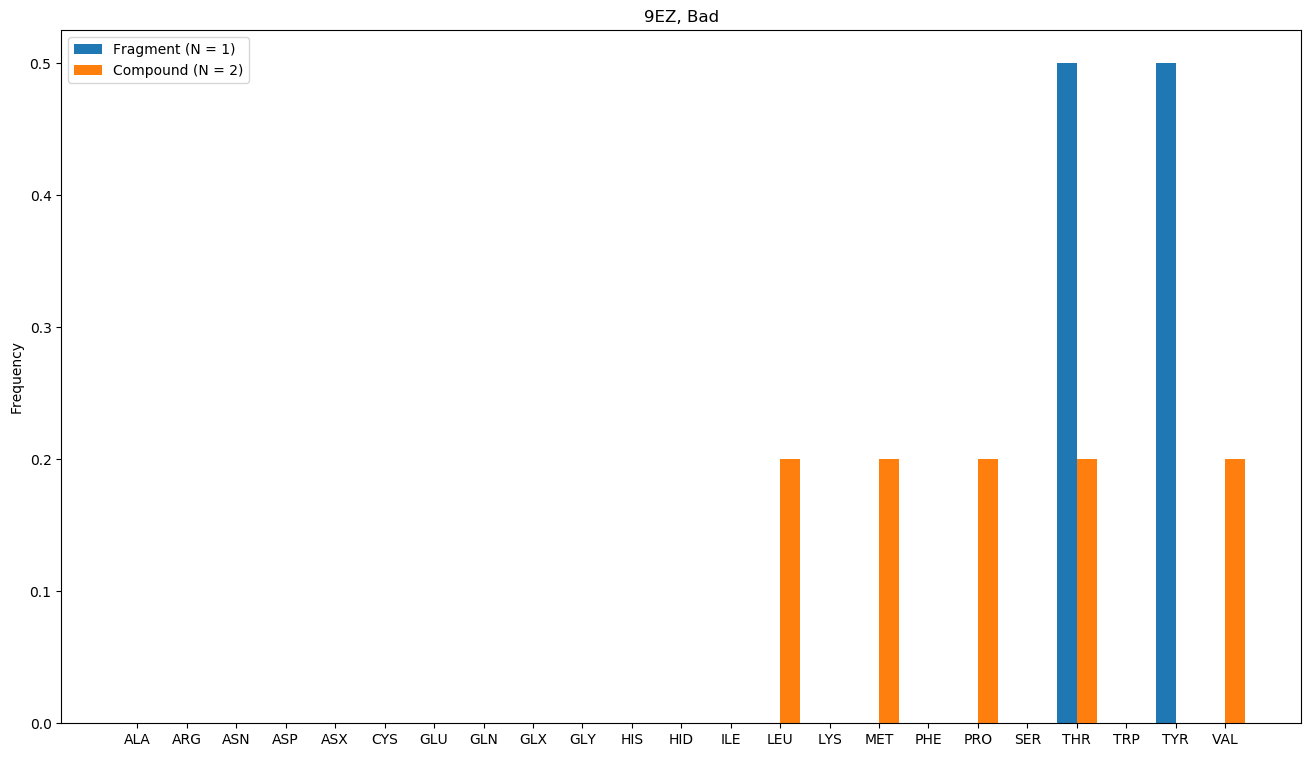 9EZ, Bad
Fragment (N = 1)
Compound (N = 2)
0.5
0.4
0.3
0.2
0.1
0.0
Frequency
ALA ARG ASN ASP ASX CYS GLU GLN GLX GLY HIS HID ILE LEU LYS MET PHE PRO SER THR TRP TYR VAL